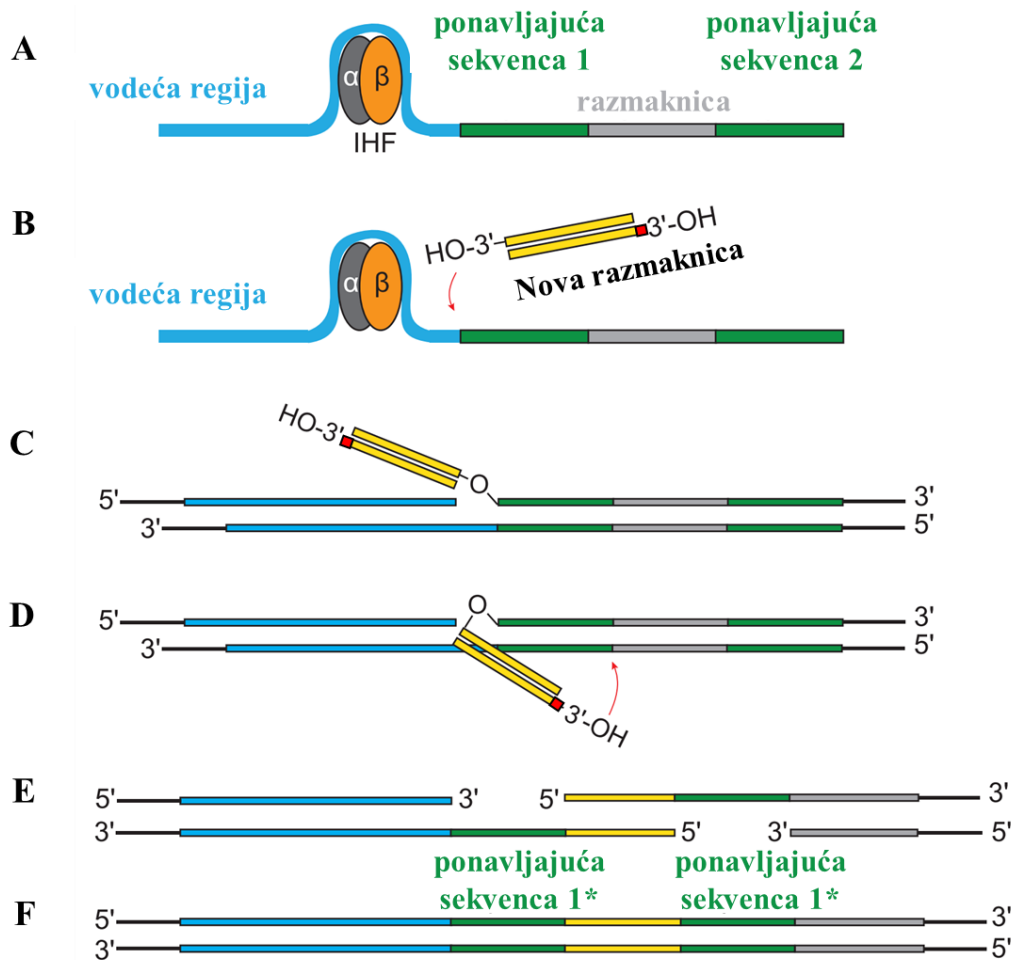 A
ponavljajuća
sekvenca 1
ponavljajuća
sekvenca 2
vodeća regija
α
β
IHF
razmaknica
B
HO-3'
3'-OH
Nova razmaknica
vodeća regija
α
β
C
HO-3'
O
5'
3'
3'
5'
D
O
5'
3'
3'
5'
3'-OH
E
5'
3'
5'
3'
3'
5'
3'
5'
ponavljajuća
sekvenca 1*
ponavljajuća
sekvenca 1*
F
5'
3'
3'
5'